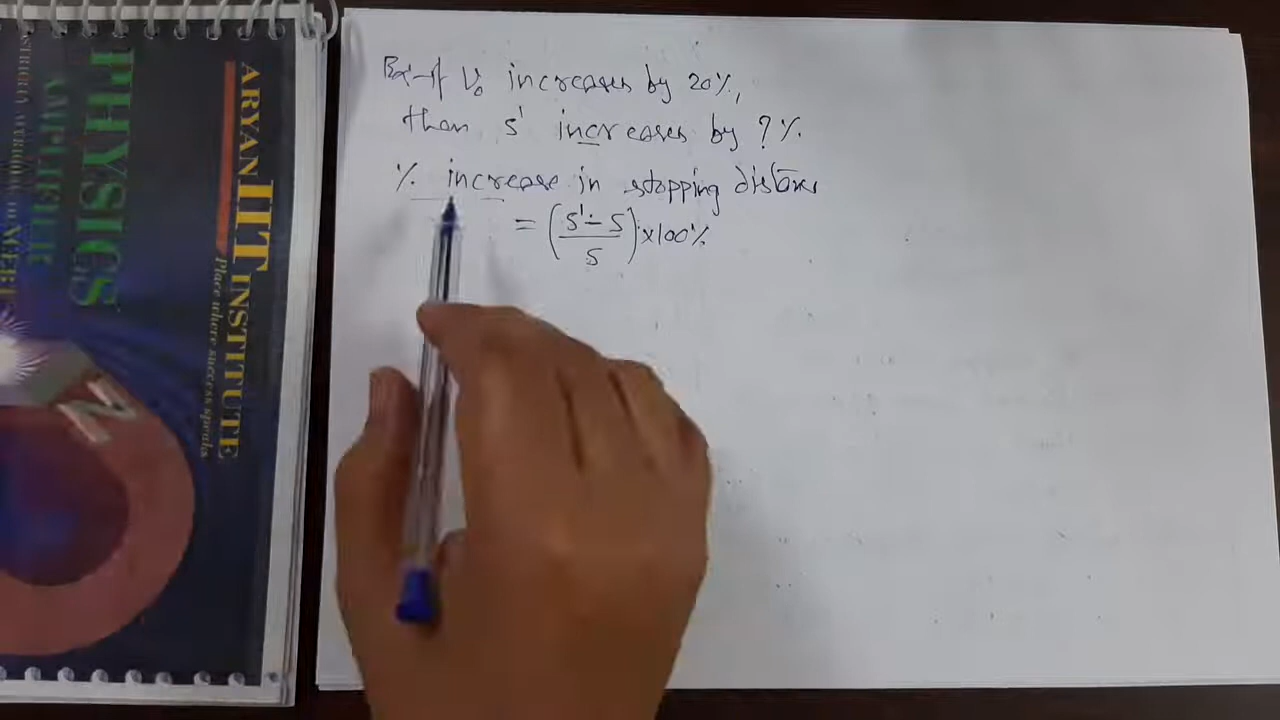 Ex:- If V₀ increases by 20%,
then s' increases by ? %.
% increase in stopping distance
= (s' - s / s) x100%
PHYSICS
ARYAN IIT INSTITUTE
Place where success speaks
N